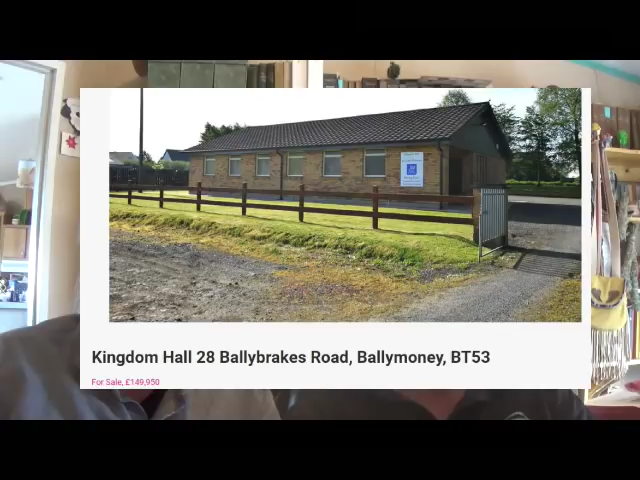 Kingdom Hall 28 Ballybrakes Road, Ballymoney, BT53
For Sale, £149,950